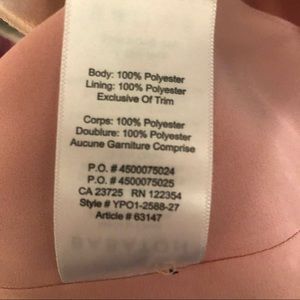 Body: 100% Polyester
Lining: 100% Polyester
Exclusive Of Trim
Corps: 100% Polyester
Doublure: 100% Polyester
Aucune Garniture Comprise
P.O. # 4500075024
P.O. # 4500075025
CA 23725 RN 122354
Style # YPO1-2588-27
Article # 63147